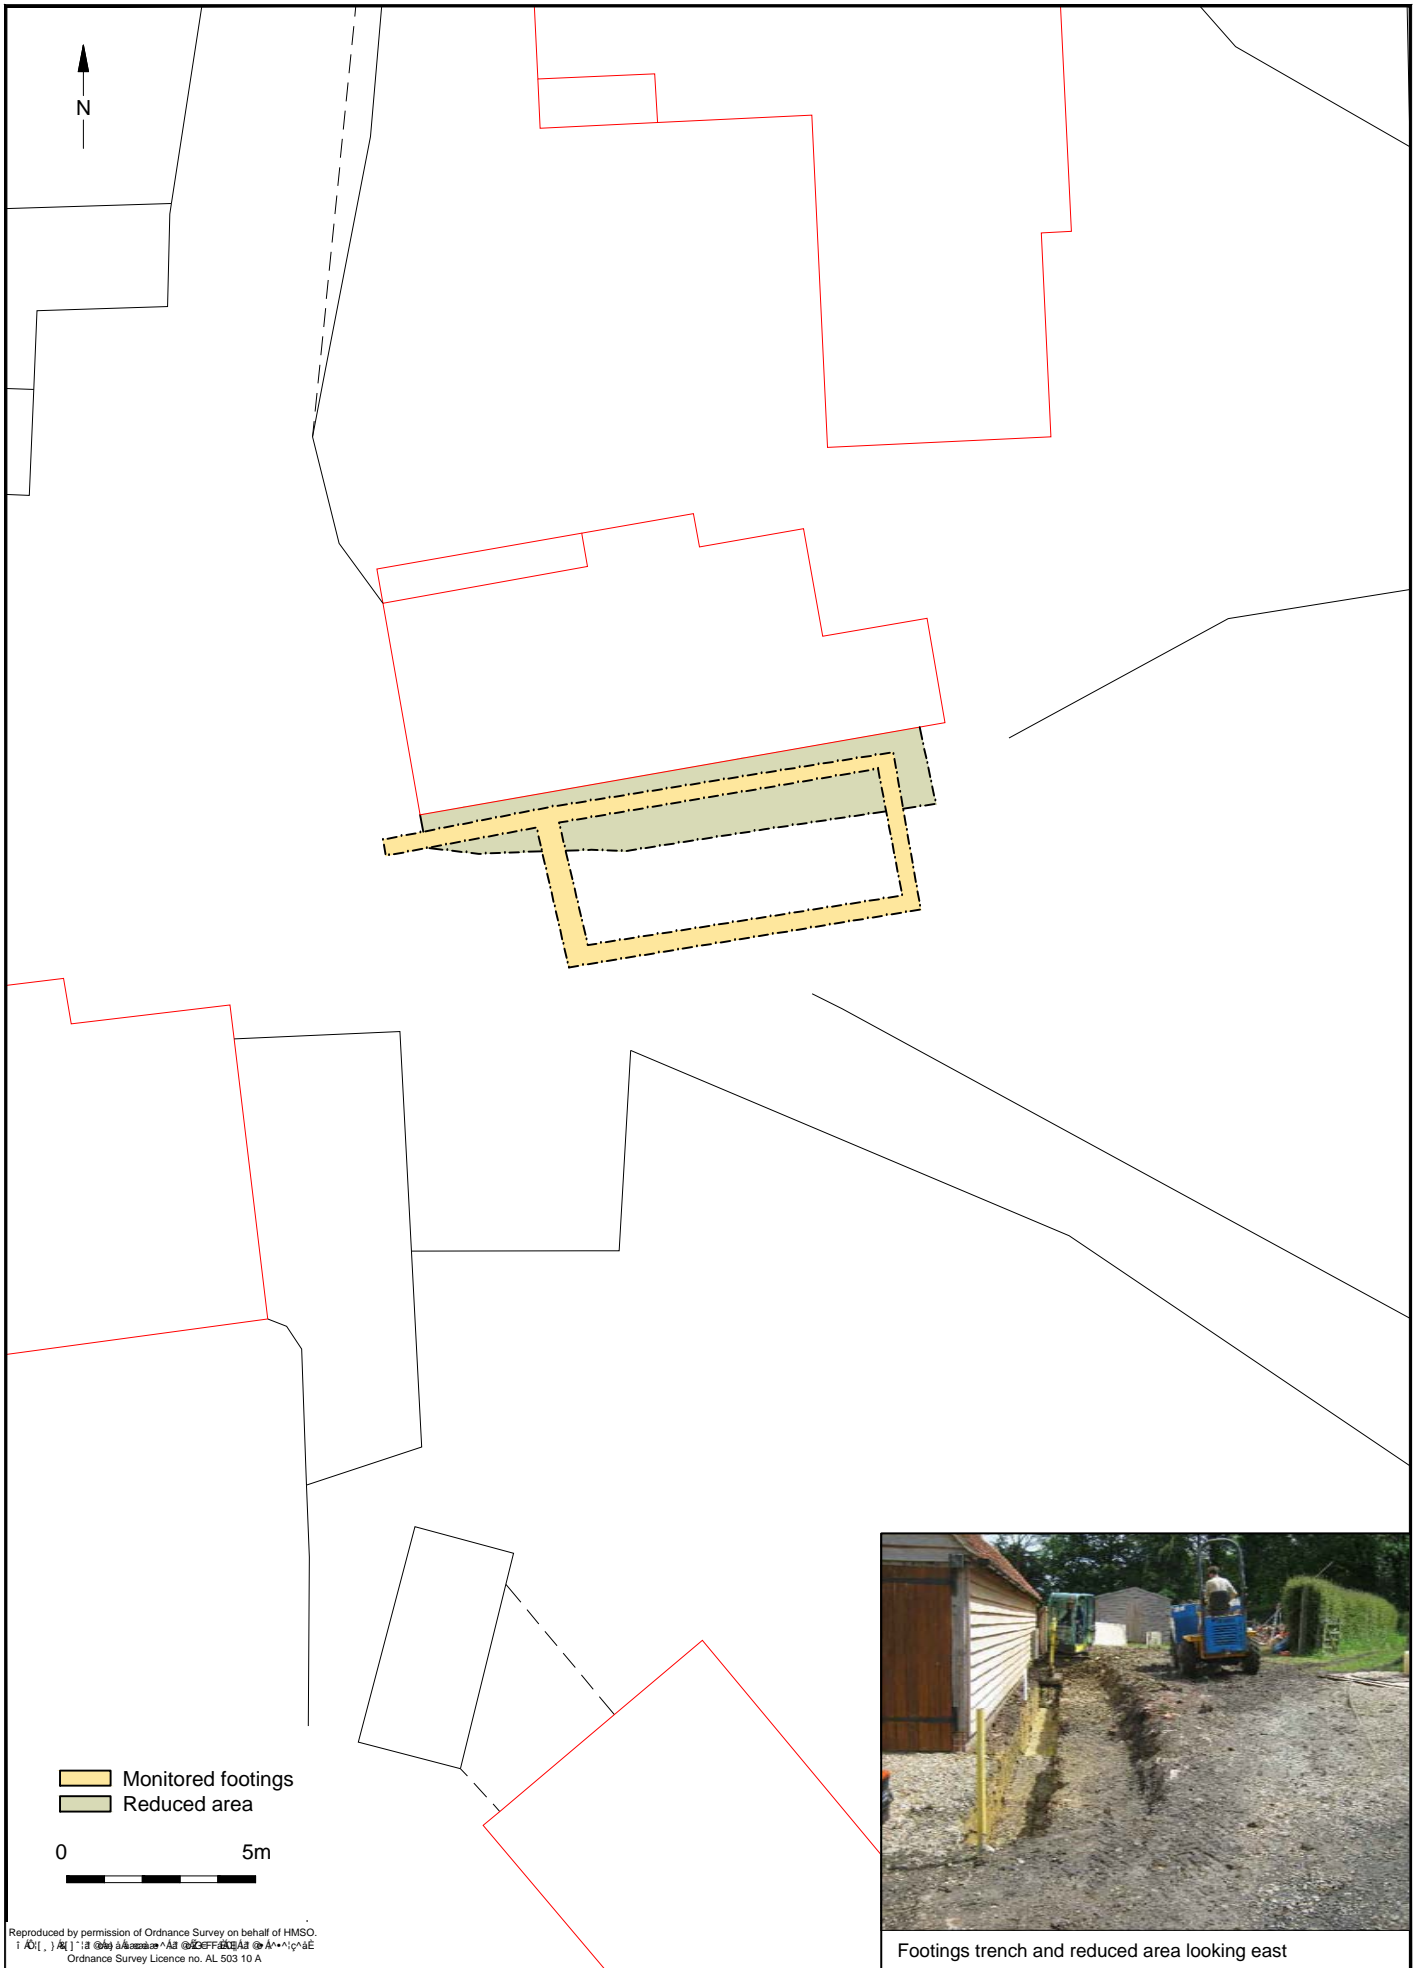 N
Monitored footings
Reduced area
0 5m
Reproduced by permission of Ordnance Survey on behalf of HMSO.
Ordnance Survey Licence no. AL 503 10 A
Footings trench and reduced area looking east